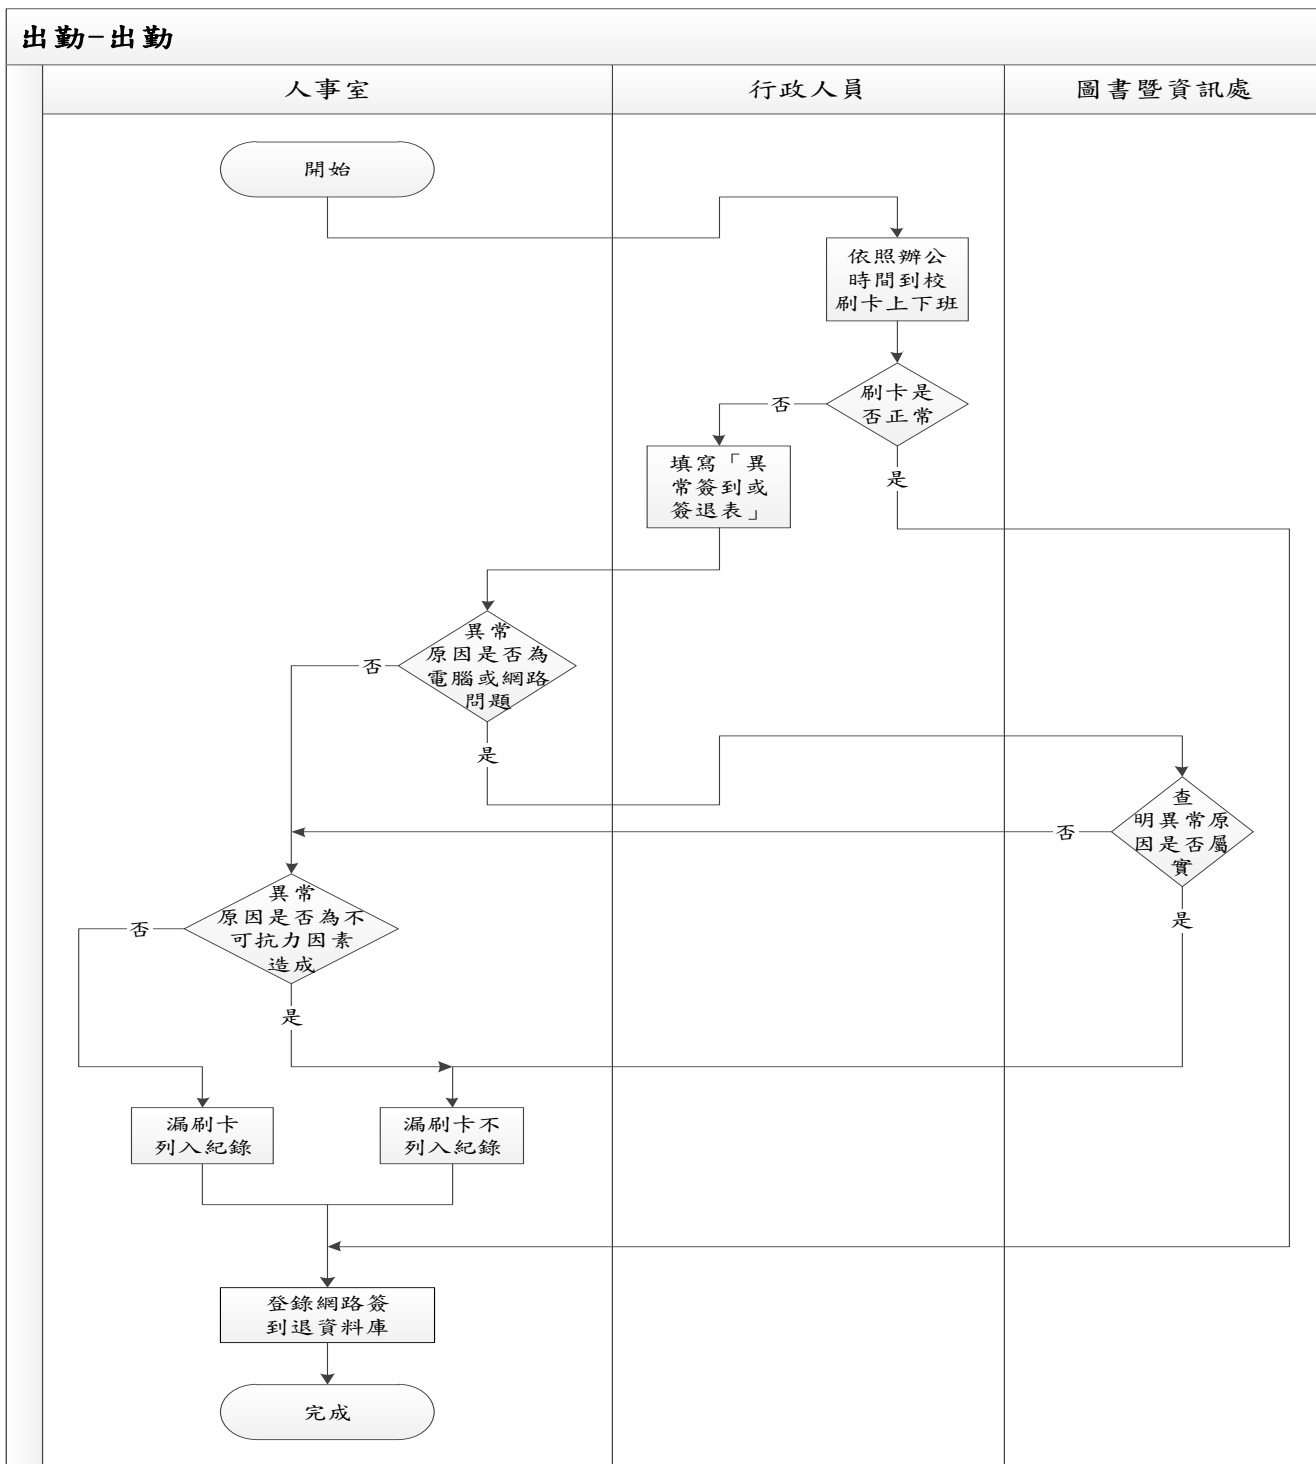 出勤-出勤
人事室
行政人員
圖書暨資訊處
開始
依照辦公
時間到校
刷卡上下班
刷卡是
否正常
否
是
填寫「異
常簽到或
簽退表」
異常
原因是否為
電腦或網路
問題
否
是
查
明異常原
因是否屬
實
否
是
異常
原因是否為不
可抗力因素
造成
否
是
漏刷卡
列入紀錄
漏刷卡不
列入紀錄
登錄網路簽
到退資料庫
完成